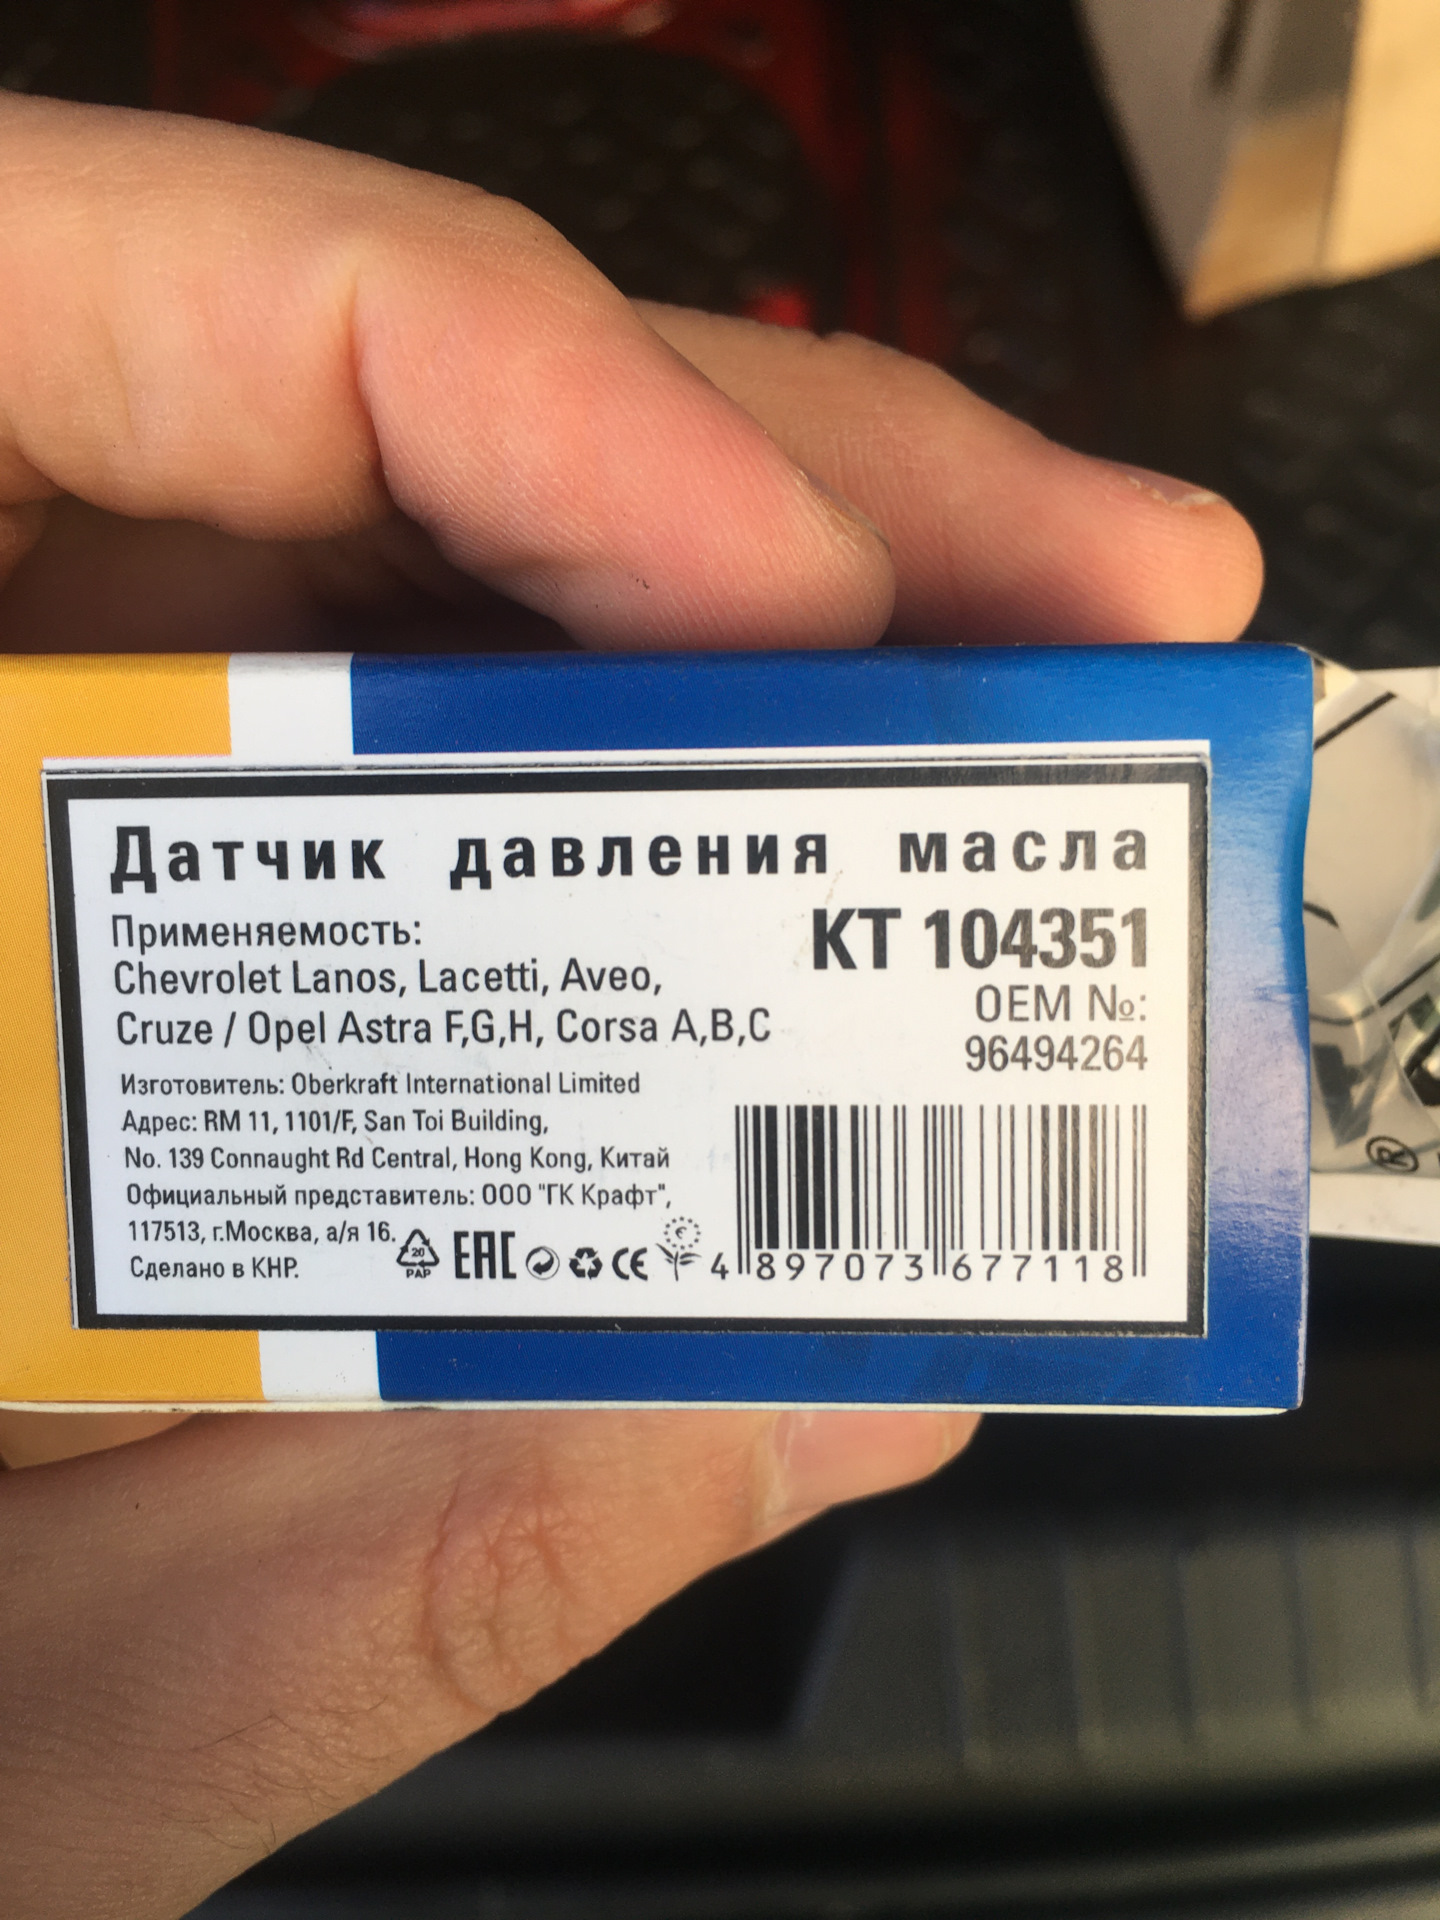 Датчик давления масла
Применяемость:
Chevrolet Lanos, Lacetti, Aveo,
Cruze / Opel Astra F,G,H, Corsa A,B,C
КТ 104351
OEM №:
96494264
Изготовитель: Oberkraft International Limited
Адрес: RM 11, 1101/F, San Toi Building,
No. 139 Connaught Rd Central, Hong Kong, Китай
Официальный представитель: ООО "ГК Крафт",
117513, г.Москва, а/я 16.
Сделано в КНР.
20
PAP
EAC
CE
4 897073 677118
®